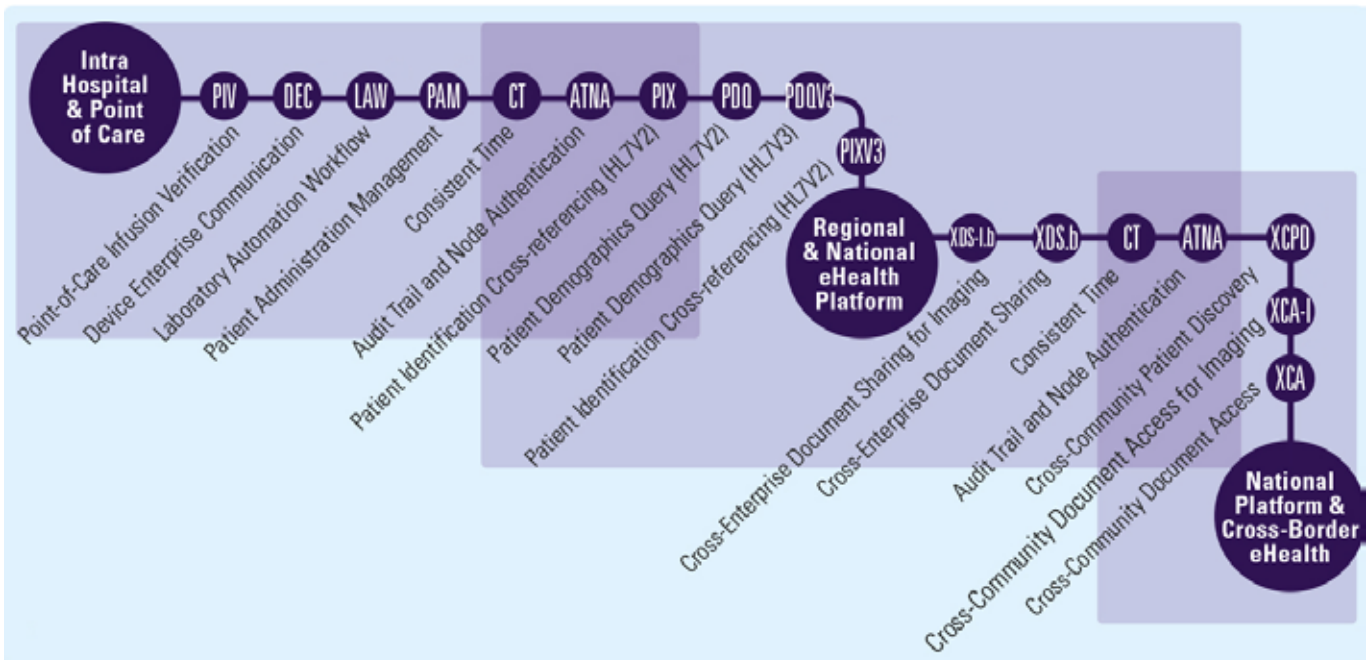 Intra
Hospital
& Point
of Care
PIV
DEC
LAW
PAM
CT
ATNA
PIX
PDQ
PDQV3
PIXV3
Point-of-Care Infusion Verification
Device Enterprise Communication
Laboratory Automation Workflow
Patient Administration Management
Consistent Time
Audit Trail and Node Authentication
Patient Identification Cross-referencing (HL7V2)
Patient Demographics Query (HL7V2)
Patient Demographics Query (HL7V3)
Patient Identification Cross-referencing (HL7V2)
Regional
& National
eHealth
Platform
XDS-I.b
XDS.b
CT
ATNA
XCPD
XCA-I
XCA
Cross-Enterprise Document Sharing for Imaging
Cross-Enterprise Document Sharing
Consistent Time
Audit Trail and Node Authentication
Cross-Community Patient Discovery
Cross-Community Document Access for Imaging
Cross-Community Document Access
National
Platform &
Cross-Border
eHealth